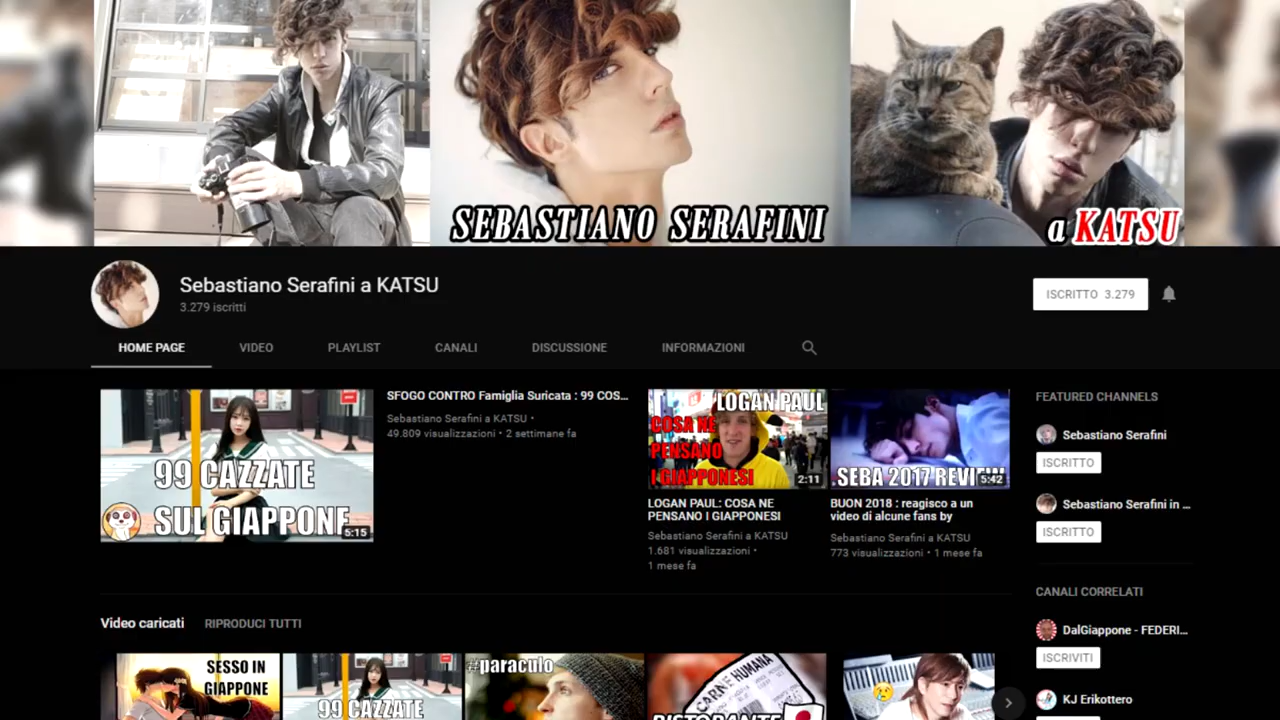 SEBASTIANO SERAFINI
a KATSU
Sebastiano Serafini a KATSU
3.279 iscritti
ISCRITTO 3.279
HOME PAGE
VIDEO
PLAYLIST
CANALI
DISCUSSIONE
INFORMAZIONI
99 CAZZATE
SUL GIAPPONE
5:15
SFOGO CONTRO Famiglia Suricata : 99 COS...
Sebastiano Serafini a KATSU •
49.809 visualizzazioni • 2 settimane fa
LOGAN PAUL
COSA NE
PENSANO
I GIAPPONESI
2:11
LOGAN PAUL: COSA NE
PENSANO I GIAPPONESI
Sebastiano Serafini a KATSU
1.681 visualizzazioni •
1 mese fa
SEBA 2017 REVIEW
5:42
BUON 2018 : reagisco a un
video di alcune fans by
Sebastiano Serafini a KATSU
773 visualizzazioni • 1 mese fa
FEATURED CHANNELS
Sebastiano Serafini
ISCRITTO
Sebastiano Serafini in ...
ISCRITTO
CANALI CORRELATI
DalGiappone - FEDERI...
ISCRIVITI
KJ Erikottero
Video caricati
RIPRODUCI TUTTI
SESSO IN
GIAPPONE
99 CAZZATE
#paraculo
CARNE HUMANA
RISTORANTE